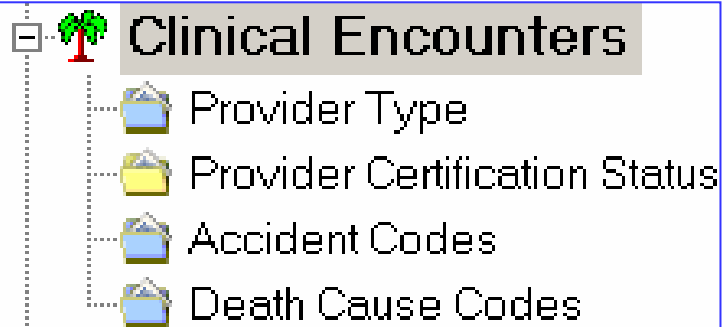 Clinical Encounters
Provider Type
Provider Certification Status
Accident Codes
Death Cause Codes